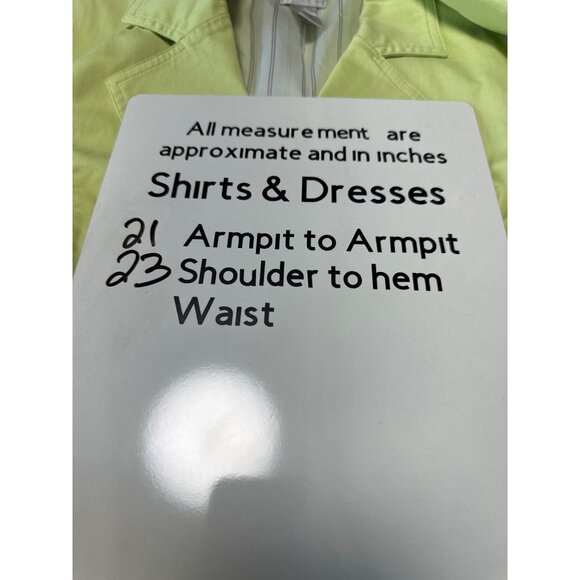 All measurement are
approximate and in inches
Shirts & Dresses
21 Armpit to Armpit
23 Shoulder to hem
Waist